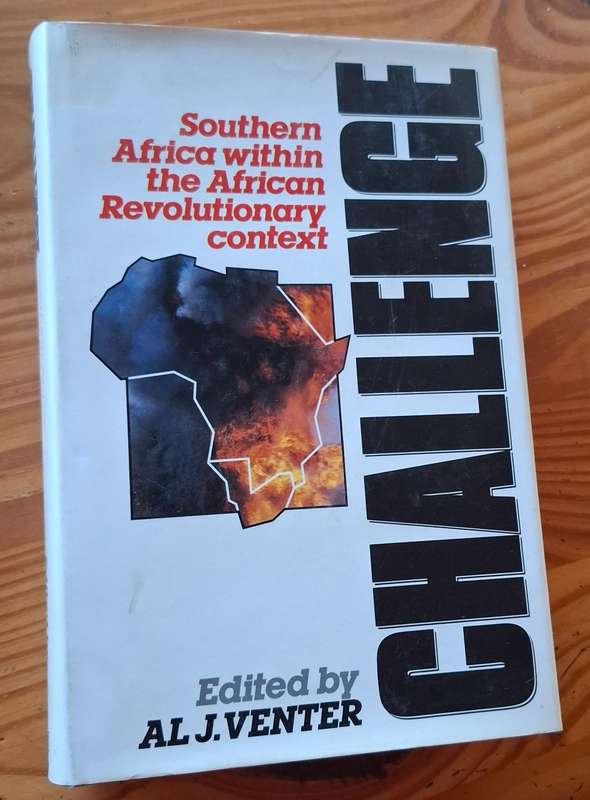 Southern
Africa within
the African
Revolutionary
context
CHALLENGE
Edited by
AL J. VENTER